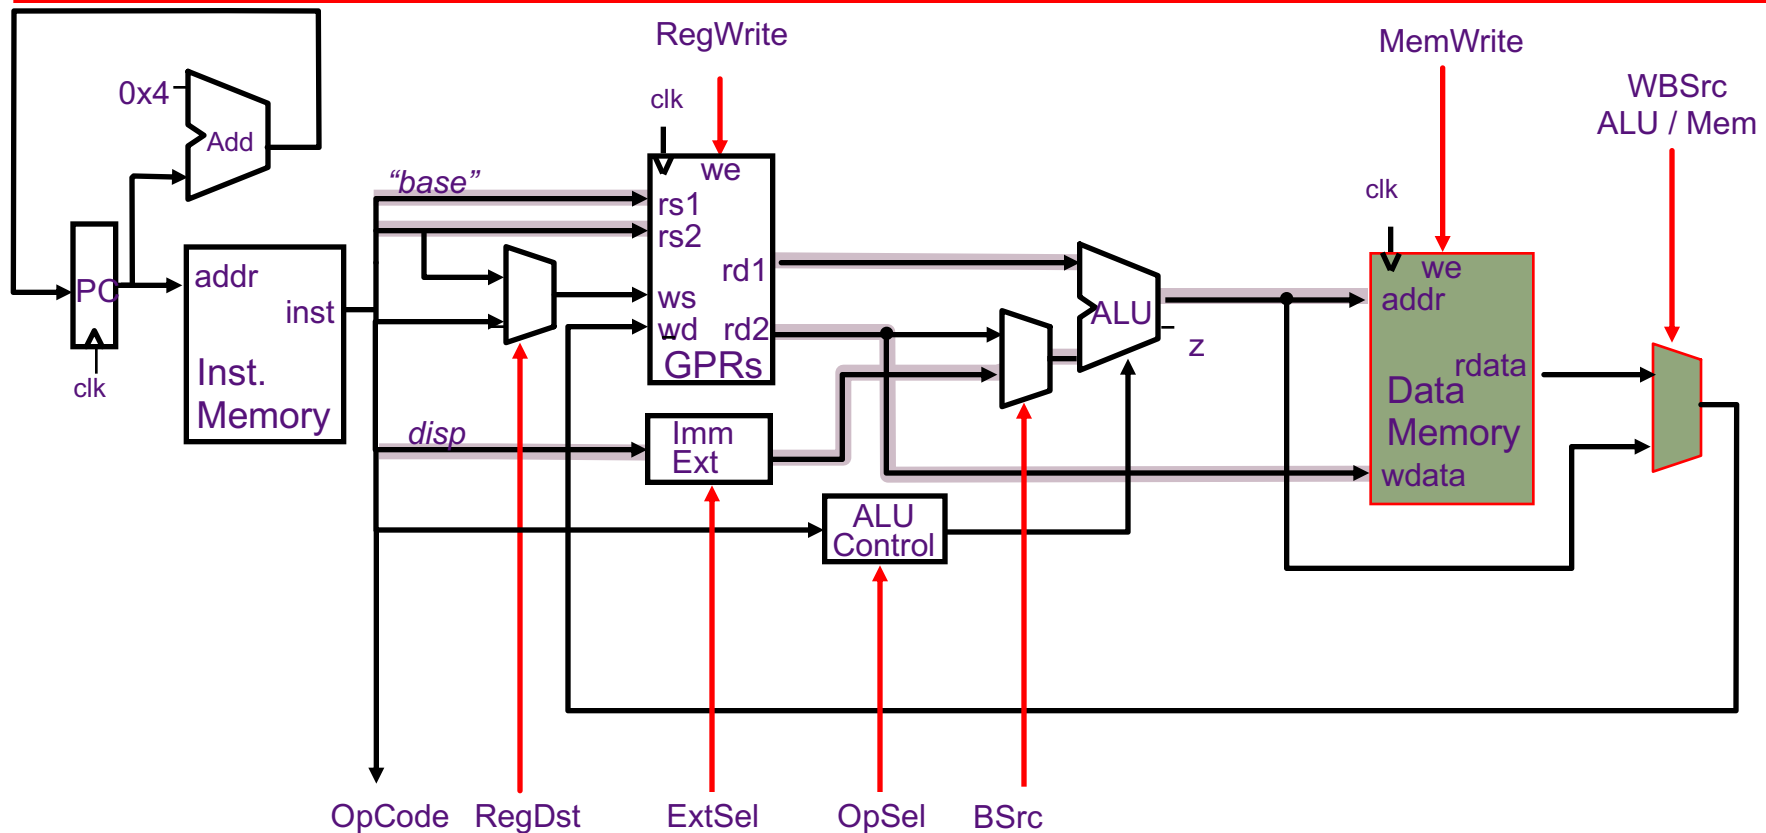 RegWrite
MemWrite
WBSrc
ALU / Mem
0x4
Add
clk
clk
"base"
we
rs1
rs2
rd1
ws
wd
rd2
GPRs
PC
clk
addr
inst
Inst.
Memory
disp
Imm
Ext
ALU
z
ALU
Control
we
addr
rdata
Data
Memory
wdata
OpCode
RegDst
ExtSel
OpSel
BSrc